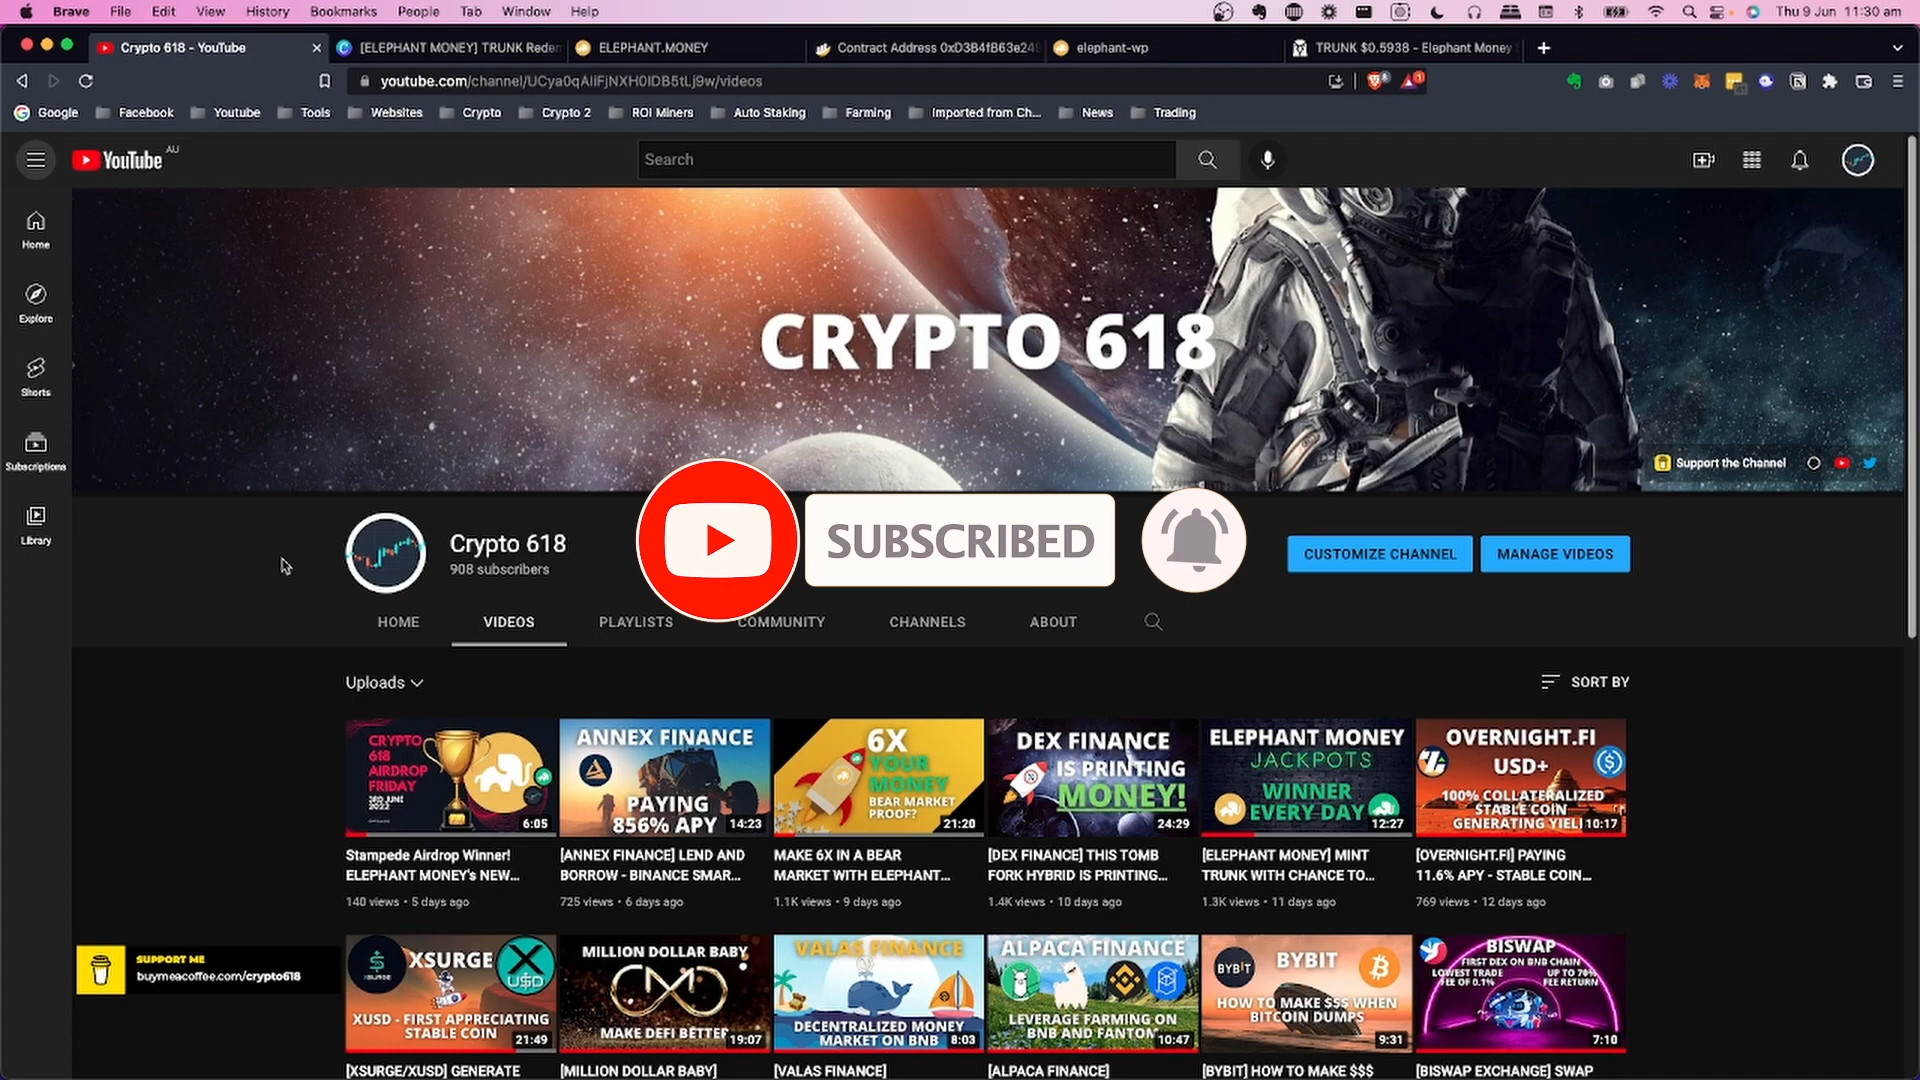 Brave File Edit View History Bookmarks People Tab Window Help
Thu 9 Jun 11:30 am
Crypto 618 - YouTube
[ELEPHANT MONEY] TRUNK Reder
ELEPHANT.MONEY
Contract Address 0xD3B4fB63e249
elephant-wp
TRUNK $0.5938 - Elephant Money
youtube.com/channel/UCya0qAliFjNXH0IDB5tLj9w/videos
Google Facebook Youtube Tools Websites Crypto Crypto 2 ROI Miners Auto Staking Farming Imported from Ch... News Trading
YouTube AU
Search
Home
Explore
Shorts
Subscriptions
Library
CRYPTO 618
Support the Channel
Crypto 618
908 subscribers
SUBSCRIBED
CUSTOMIZE CHANNEL
MANAGE VIDEOS
HOME VIDEOS PLAYLISTS COMMUNITY CHANNELS ABOUT
Uploads
SORT BY
CRYPTO
618
AIRDROP
FRIDAY
3RD JUNE
2022
6:05
ANNEX FINANCE
PAYING
856% APY
14:23
6X
YOUR
MONEY
BEAR MARKET
PROOF?
21:20
DEX FINANCE
IS PRINTING
MONEY!
24:29
ELEPHANT MONEY
JACKPOTS
WINNER
EVERY DAY
12:27
OVERNIGHT.FI
USD+
100% COLLATERALIZED
STABLE COIN
GENERATING YIEL
10:17
Stampede Airdrop Winner!
ELEPHANT MONEY's NEW...
140 views • 5 days ago
[ANNEX FINANCE] LEND AND
BORROW - BINANCE SMAR...
725 views • 6 days ago
MAKE 6X IN A BEAR
MARKET WITH ELEPHANT...
1.1K views • 9 days ago
[DEX FINANCE] THIS TOMB
FORK HYBRID IS PRINTING...
1.4K views • 10 days ago
[ELEPHANT MONEY] MINT
TRUNK WITH CHANCE TO...
1.3K views • 11 days ago
[OVERNIGHT.FI] PAYING
11.6% APY - STABLE COIN...
769 views • 12 days ago
SUPPORT ME
buymeacoffee.com/crypto618
XSURGE
XUSD - FIRST APPRECIATING
STABLE COIN
21:49
MILLION DOLLAR BABY
MAKE DEFI BETTER
19:07
VALAS FINANCE
DECENTRALIZED MONEY
MARKET ON BNB
8:03
ALPACA FINANCE
LEVERAGE FARMING ON
BNB AND FANTOM
10:47
BYBIT
HOW TO MAKE $$$ WHEN
BITCOIN DUMPS
9:31
BISWAP
FIRST DEX ON BNB CHAIN
LOWEST TRADE
FEE OF 0.1%
UP TO 70%
FEE RETURN
7:10
[XSURGE/XUSD] GENERATE
[MILLION DOLLAR BABY]
[VALAS FINANCE]
[ALPACA FINANCE]
[BYBIT] HOW TO MAKE $$$
[BISWAP EXCHANGE] SWAP